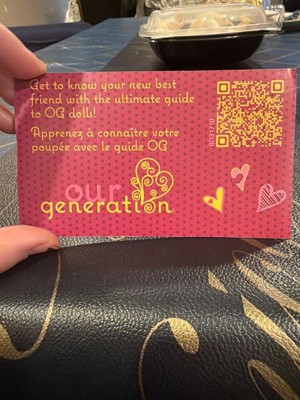 Get to know your new best
friend with the ultimate guide
to OG dolls!
Apprenez à connaître votre
poupée avec le guide OG
our
generation